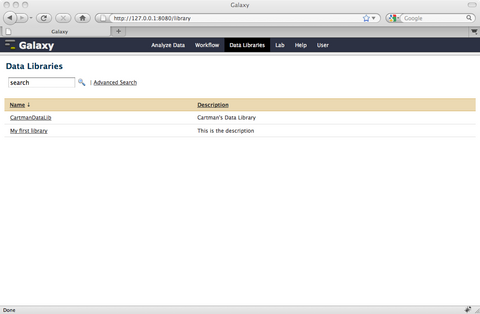 Galaxy
http://127.0.0.1:8080/library
Google
Galaxy
Galaxy
Analyze Data Workflow Data Libraries Lab Help User
Data Libraries
search | Advanced Search
Name ↓ Description
CartmanDataLib Cartman's Data Library
My first library This is the description
Done